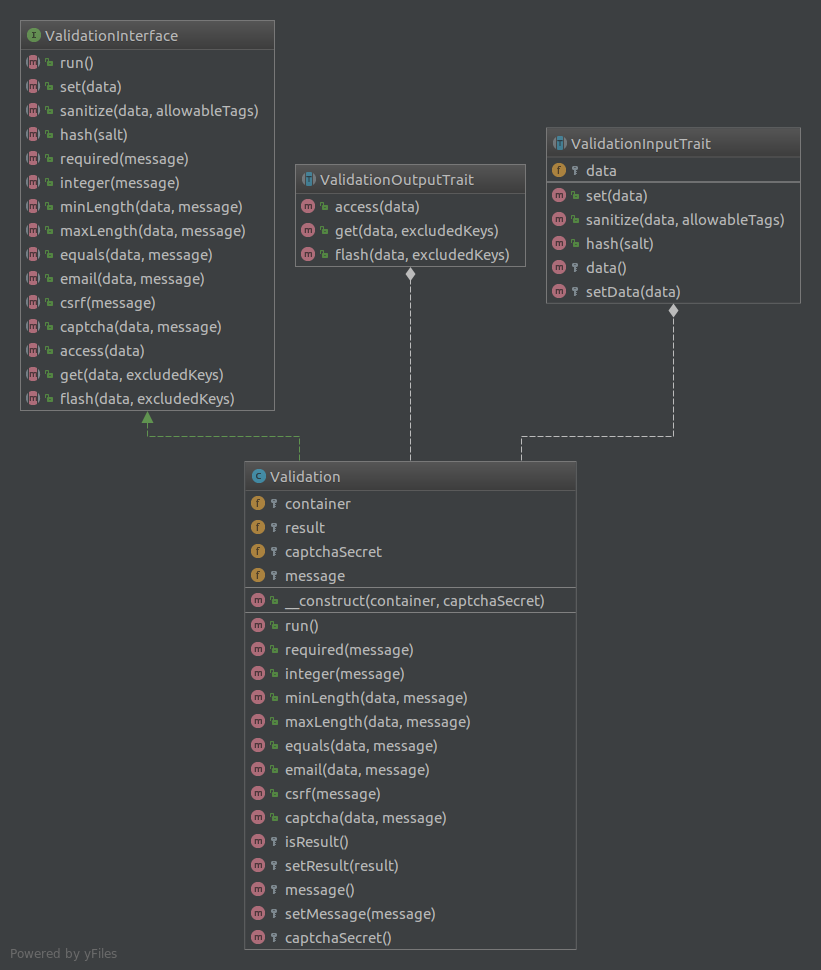 ValidationInterface
run()
set(data)
sanitize(data, allowableTags)
hash(salt)
required(message)
integer(message)
minLength(data, message)
maxLength(data, message)
equals(data, message)
email(data, message)
csrf(message)
captcha(data, message)
access(data)
get(data, excludedKeys)
flash(data, excludedKeys)
ValidationOutputTrait
access(data)
get(data, excludedKeys)
flash(data, excludedKeys)
ValidationInputTrait
data
set(data)
sanitize(data, allowableTags)
hash(salt)
data()
setData(data)
Validation
container
result
captchaSecret
message
__construct(container, captchaSecret)
run()
required(message)
integer(message)
minLength(data, message)
maxLength(data, message)
equals(data, message)
email(data, message)
csrf(message)
captcha(data, message)
isResult()
setResult(result)
message()
setMessage(message)
captchaSecret()
Powered by yFiles